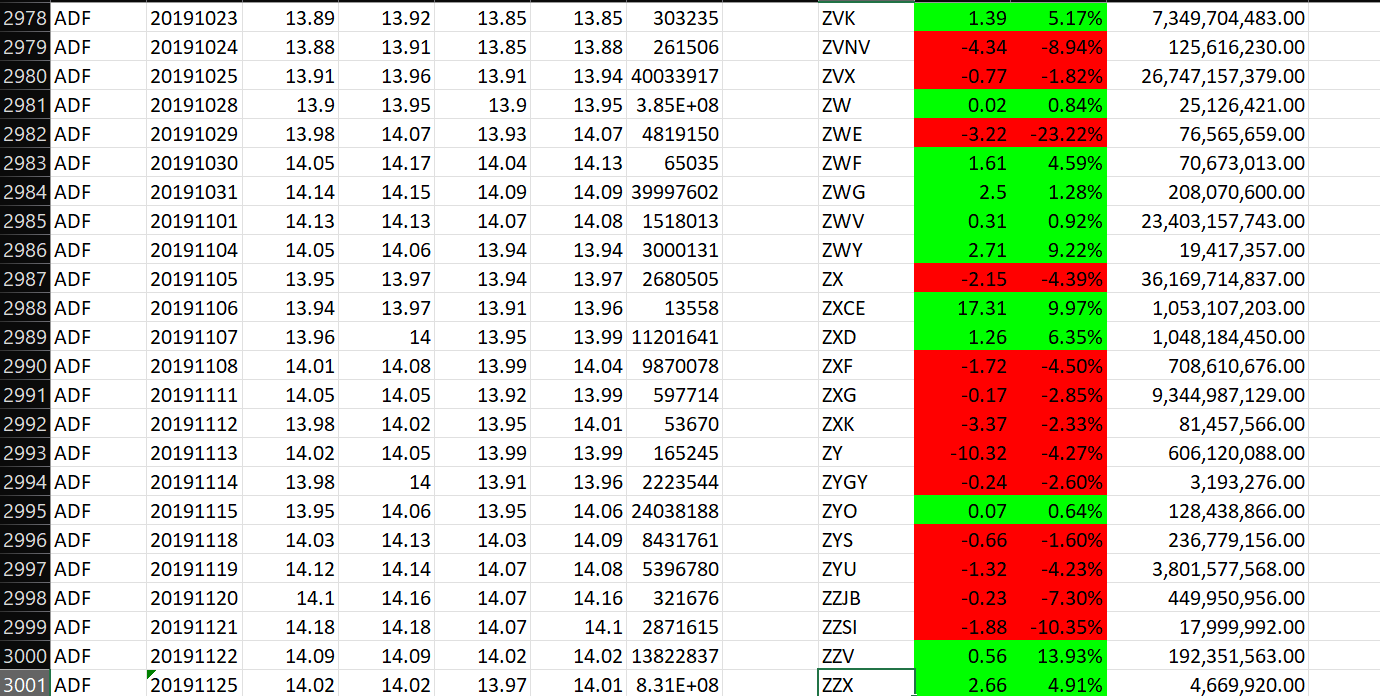 2978 ADF 20191023 13.89 13.92 13.85 13.85 303235 ZVK 1.39 5.17% 7,349,704,483.00
2979 ADF 20191024 13.88 13.91 13.85 13.88 261506 ZVNV -4.34 -8.94% 125,616,230.00
2980 ADF 20191025 13.91 13.96 13.91 13.94 40033917 ZVX -0.77 -1.82% 26,747,157,379.00
2981 ADF 20191028 13.9 13.95 13.9 13.95 3.85E+08 ZW 0.02 0.84% 25,126,421.00
2982 ADF 20191029 13.98 14.07 13.93 14.07 4819150 ZWE -3.22 -23.22% 76,565,659.00
2983 ADF 20191030 14.05 14.17 14.04 14.13 65035 ZWF 1.61 4.59% 70,673,013.00
2984 ADF 20191031 14.14 14.15 14.09 14.09 39997602 ZWG 2.5 1.28% 208,070,600.00
2985 ADF 20191101 14.13 14.13 14.07 14.08 1518013 ZWV 0.31 0.92% 23,403,157,743.00
2986 ADF 20191104 14.05 14.06 13.94 13.94 3000131 ZWY 2.71 9.22% 19,417,357.00
2987 ADF 20191105 13.95 13.97 13.94 13.97 2680505 ZX -2.15 -4.39% 36,169,714,837.00
2988 ADF 20191106 13.94 13.97 13.91 13.96 13558 ZXCE 17.31 9.97% 1,053,107,203.00
2989 ADF 20191107 13.96 14 13.95 13.99 11201641 ZXD 1.26 6.35% 1,048,184,450.00
2990 ADF 20191108 14.01 14.08 13.99 14.04 9870078 ZXF -1.72 -4.50% 708,610,676.00
2991 ADF 20191111 14.05 14.05 13.92 13.99 597714 ZXG -0.17 -2.85% 9,344,987,129.00
2992 ADF 20191112 13.98 14.02 13.95 14.01 53670 ZXK -3.37 -2.33% 81,457,566.00
2993 ADF 20191113 14.02 14.05 13.99 13.99 165245 ZY -10.32 -4.27% 606,120,088.00
2994 ADF 20191114 13.98 14 13.91 13.96 2223544 ZYGY -0.24 -2.60% 3,193,276.00
2995 ADF 20191115 13.95 14.06 13.95 14.06 24038188 ZYO 0.07 0.64% 128,438,866.00
2996 ADF 20191118 14.03 14.13 14.03 14.09 8431761 ZYS -0.66 -1.60% 236,779,156.00
2997 ADF 20191119 14.12 14.14 14.07 14.08 5396780 ZYU -1.32 -4.23% 3,801,577,568.00
2998 ADF 20191120 14.1 14.16 14.07 14.16 321676 ZZJB -0.23 -7.30% 449,950,956.00
2999 ADF 20191121 14.18 14.18 14.07 14.1 2871615 ZZSI -1.88 -10.35% 17,999,992.00
3000 ADF 20191122 14.09 14.09 14.02 14.02 13822837 ZZV 0.56 13.93% 192,351,563.00
3001 ADF 20191125 14.02 14.02 13.97 14.01 8.31E+08 ZZX 2.66 4.91% 4,669,920.00